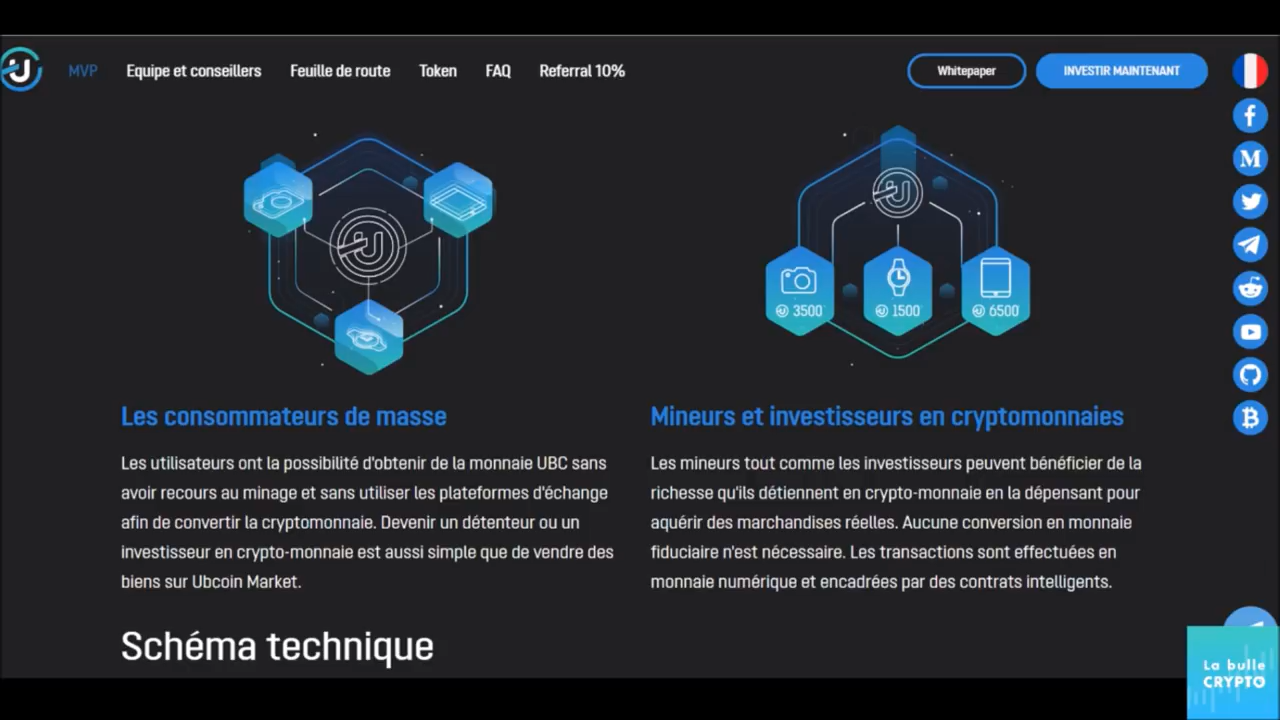 MVP
Equipe et conseillers
Feuille de route
Token
FAQ
Referral 10%
Whitepaper
INVESTIR MAINTENANT
3500
1500
6500
Les consommateurs de masse
Les utilisateurs ont la possibilité d'obtenir de la monnaie UBC sans
avoir recours au minage et sans utiliser les plateformes d'échange
afin de convertir la cryptomonnaie. Devenir un détenteur ou un
investisseur en crypto-monnaie est aussi simple que de vendre des
biens sur Ubcoin Market.
Mineurs et investisseurs en cryptomonnaies
Les mineurs tout comme les investisseurs peuvent bénéficier de la
richesse qu'ils détiennent en crypto-monnaie en la dépensant pour
aquérir des marchandises réelles. Aucune conversion en monnaie
fiduciaire n'est nécessaire. Les transactions sont effectuées en
monnaie numérique et encadrées par des contrats intelligents.
Schéma technique
La bulle
CRYPTO